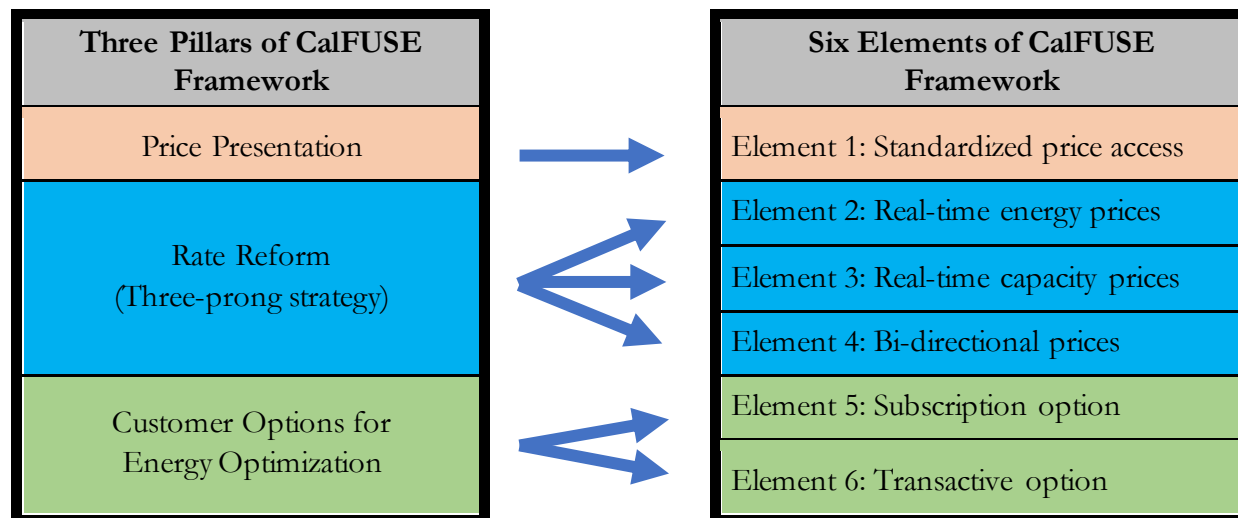 Three Pillars of CalFUSE
Framework
Price Presentation
Rate Reform
(Three-prong strategy)
Customer Options for
Energy Optimization
Six Elements of CalFUSE
Framework
Element 1: Standardized price access
Element 2: Real-time energy prices
Element 3: Real-time capacity prices
Element 4: Bi-directional prices
Element 5: Subscription option
Element 6: Transactive option